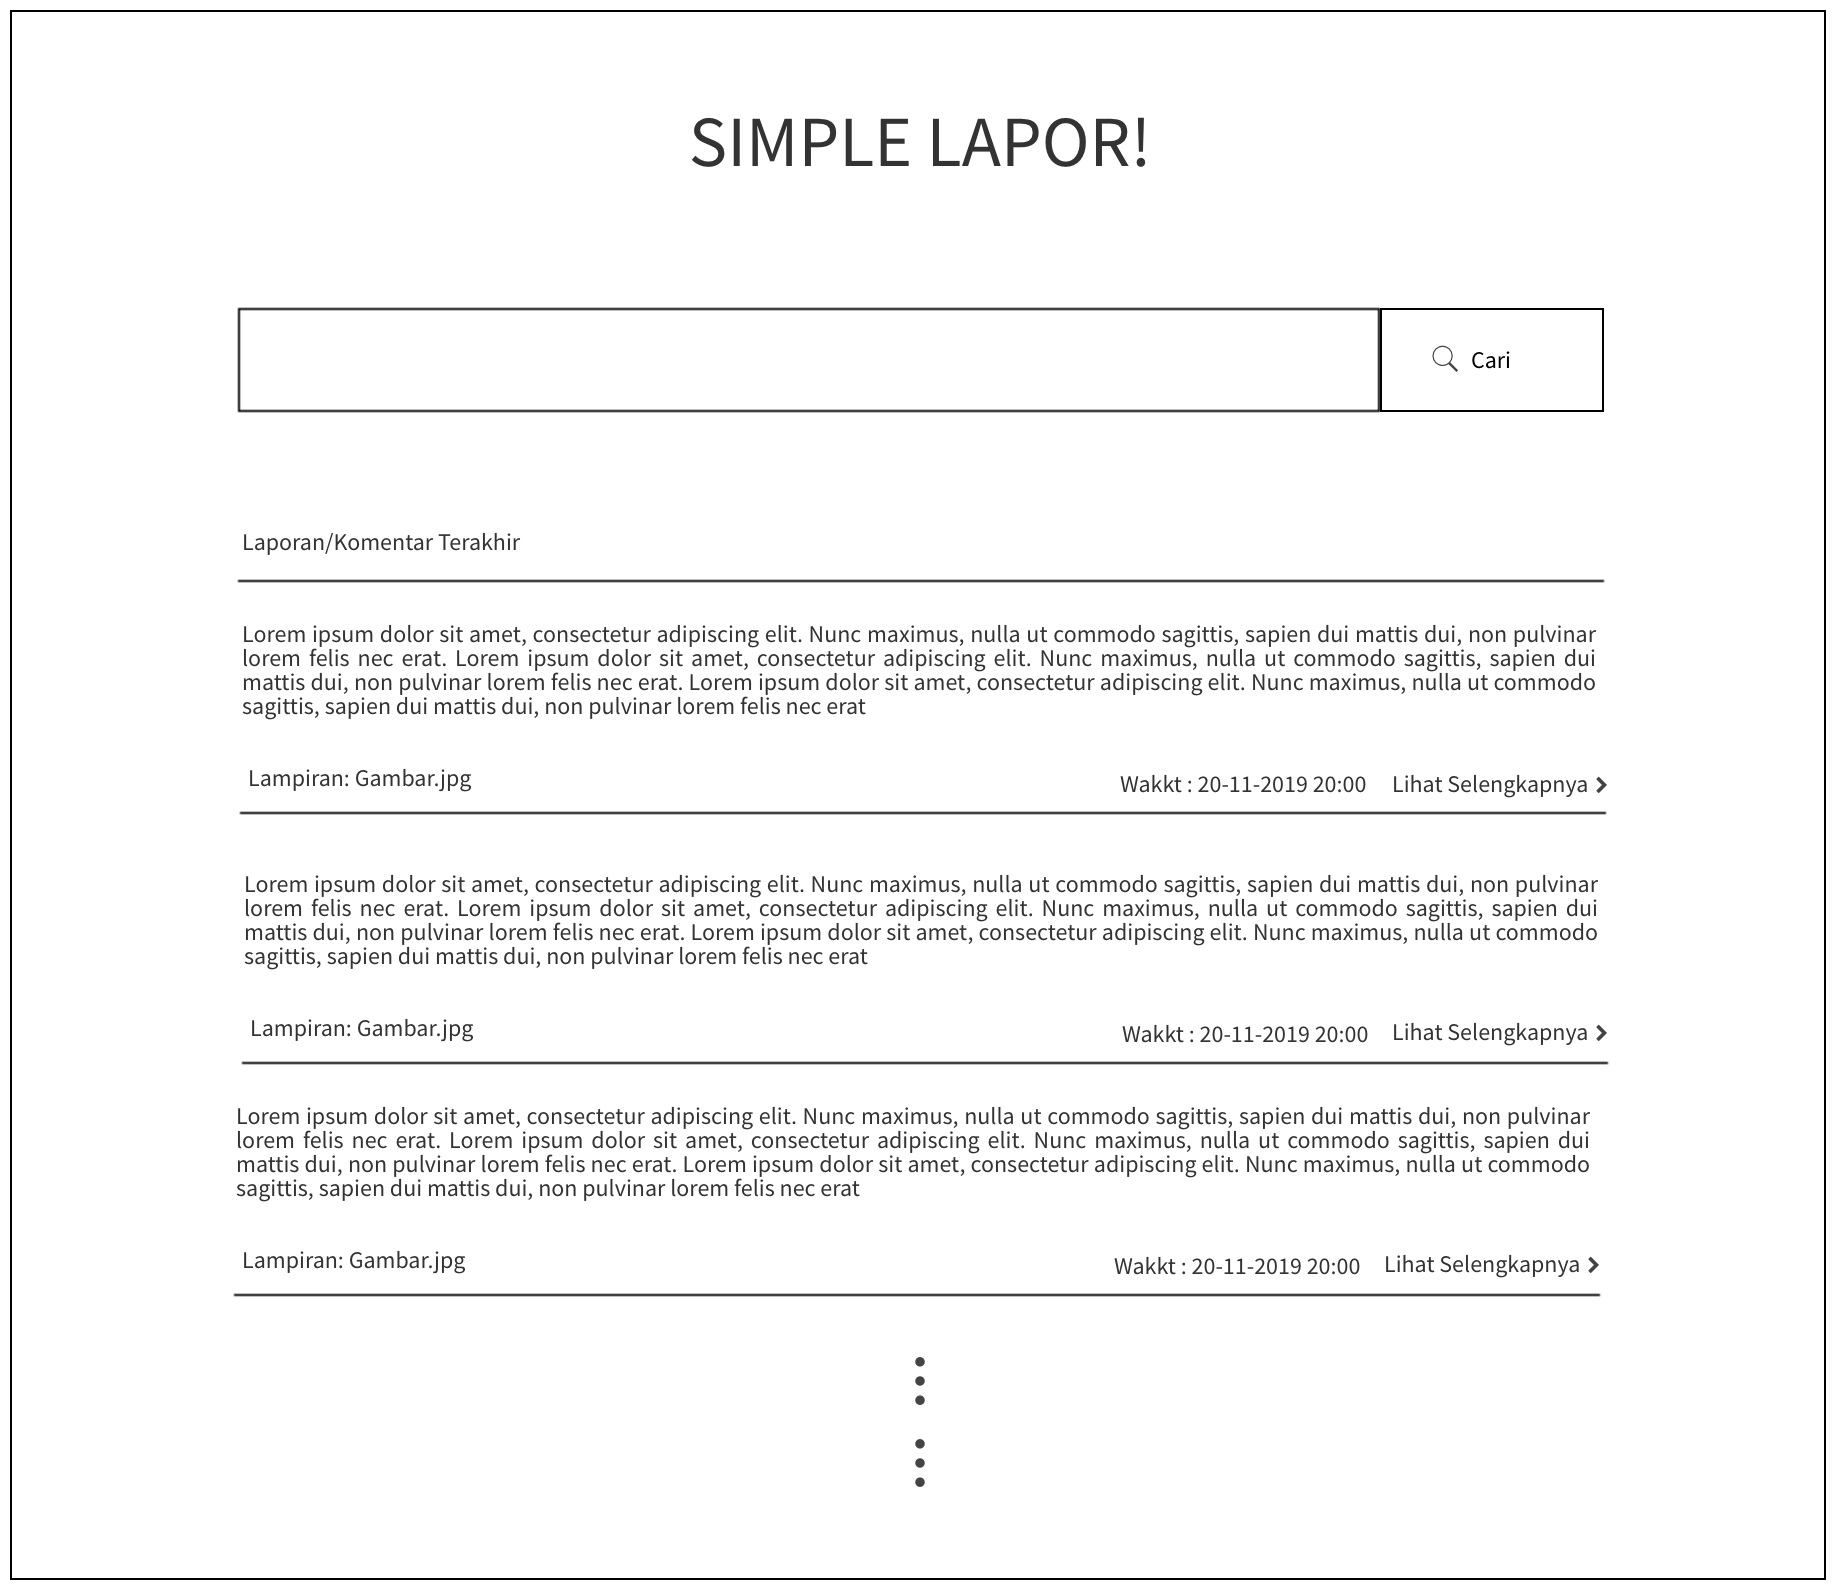 SIMPLE LAPOR!
Cari
Laporan/Komentar Terakhir
Lorem ipsum dolor sit amet, consectetur adipiscing elit. Nunc maximus, nulla ut commodo sagittis, sapien dui mattis dui, non pulvinar
lorem felis nec erat. Lorem ipsum dolor sit amet, consectetur adipiscing elit. Nunc maximus, nulla ut commodo sagittis, sapien dui
mattis dui, non pulvinar lorem felis nec erat. Lorem ipsum dolor sit amet, consectetur adipiscing elit. Nunc maximus, nulla ut commodo
sagittis, sapien dui mattis dui, non pulvinar lorem felis nec erat
Lampiran: Gambar.jpg Wakkt : 20-11-2019 20:00 Lihat Selengkapnya
Lorem ipsum dolor sit amet, consectetur adipiscing elit. Nunc maximus, nulla ut commodo sagittis, sapien dui mattis dui, non pulvinar
lorem felis nec erat. Lorem ipsum dolor sit amet, consectetur adipiscing elit. Nunc maximus, nulla ut commodo sagittis, sapien dui
mattis dui, non pulvinar lorem felis nec erat. Lorem ipsum dolor sit amet, consectetur adipiscing elit. Nunc maximus, nulla ut commodo
sagittis, sapien dui mattis dui, non pulvinar lorem felis nec erat
Lampiran: Gambar.jpg Wakkt : 20-11-2019 20:00 Lihat Selengkapnya
Lorem ipsum dolor sit amet, consectetur adipiscing elit. Nunc maximus, nulla ut commodo sagittis, sapien dui mattis dui, non pulvinar
lorem felis nec erat. Lorem ipsum dolor sit amet, consectetur adipiscing elit. Nunc maximus, nulla ut commodo sagittis, sapien dui
mattis dui, non pulvinar lorem felis nec erat. Lorem ipsum dolor sit amet, consectetur adipiscing elit. Nunc maximus, nulla ut commodo
sagittis, sapien dui mattis dui, non pulvinar lorem felis nec erat
Lampiran: Gambar.jpg Wakkt : 20-11-2019 20:00 Lihat Selengkapnya